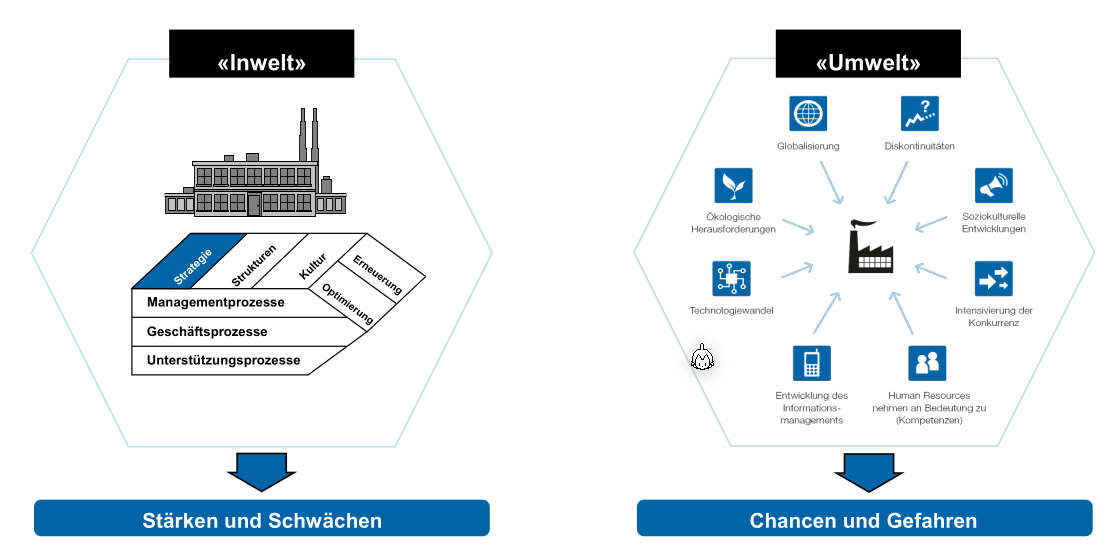 «Inwelt»
Strategie
Strukturen
Kultur
Erneuerung
Optimierung
Managementprozesse
Geschäftsprozesse
Unterstützungsprozesse
Stärken und Schwächen
«Umwelt»
?
Globalisierung
Diskontinuitäten
Ökologische
Herausforderungen
Soziokulturelle
Entwicklungen
Technologiewandel
Intensivierung der
Konkurrenz
Entwicklung des
Informations-
managements
Human Resources
nehmen an Bedeutung zu
(Kompetenzen)
Chancen und Gefahren